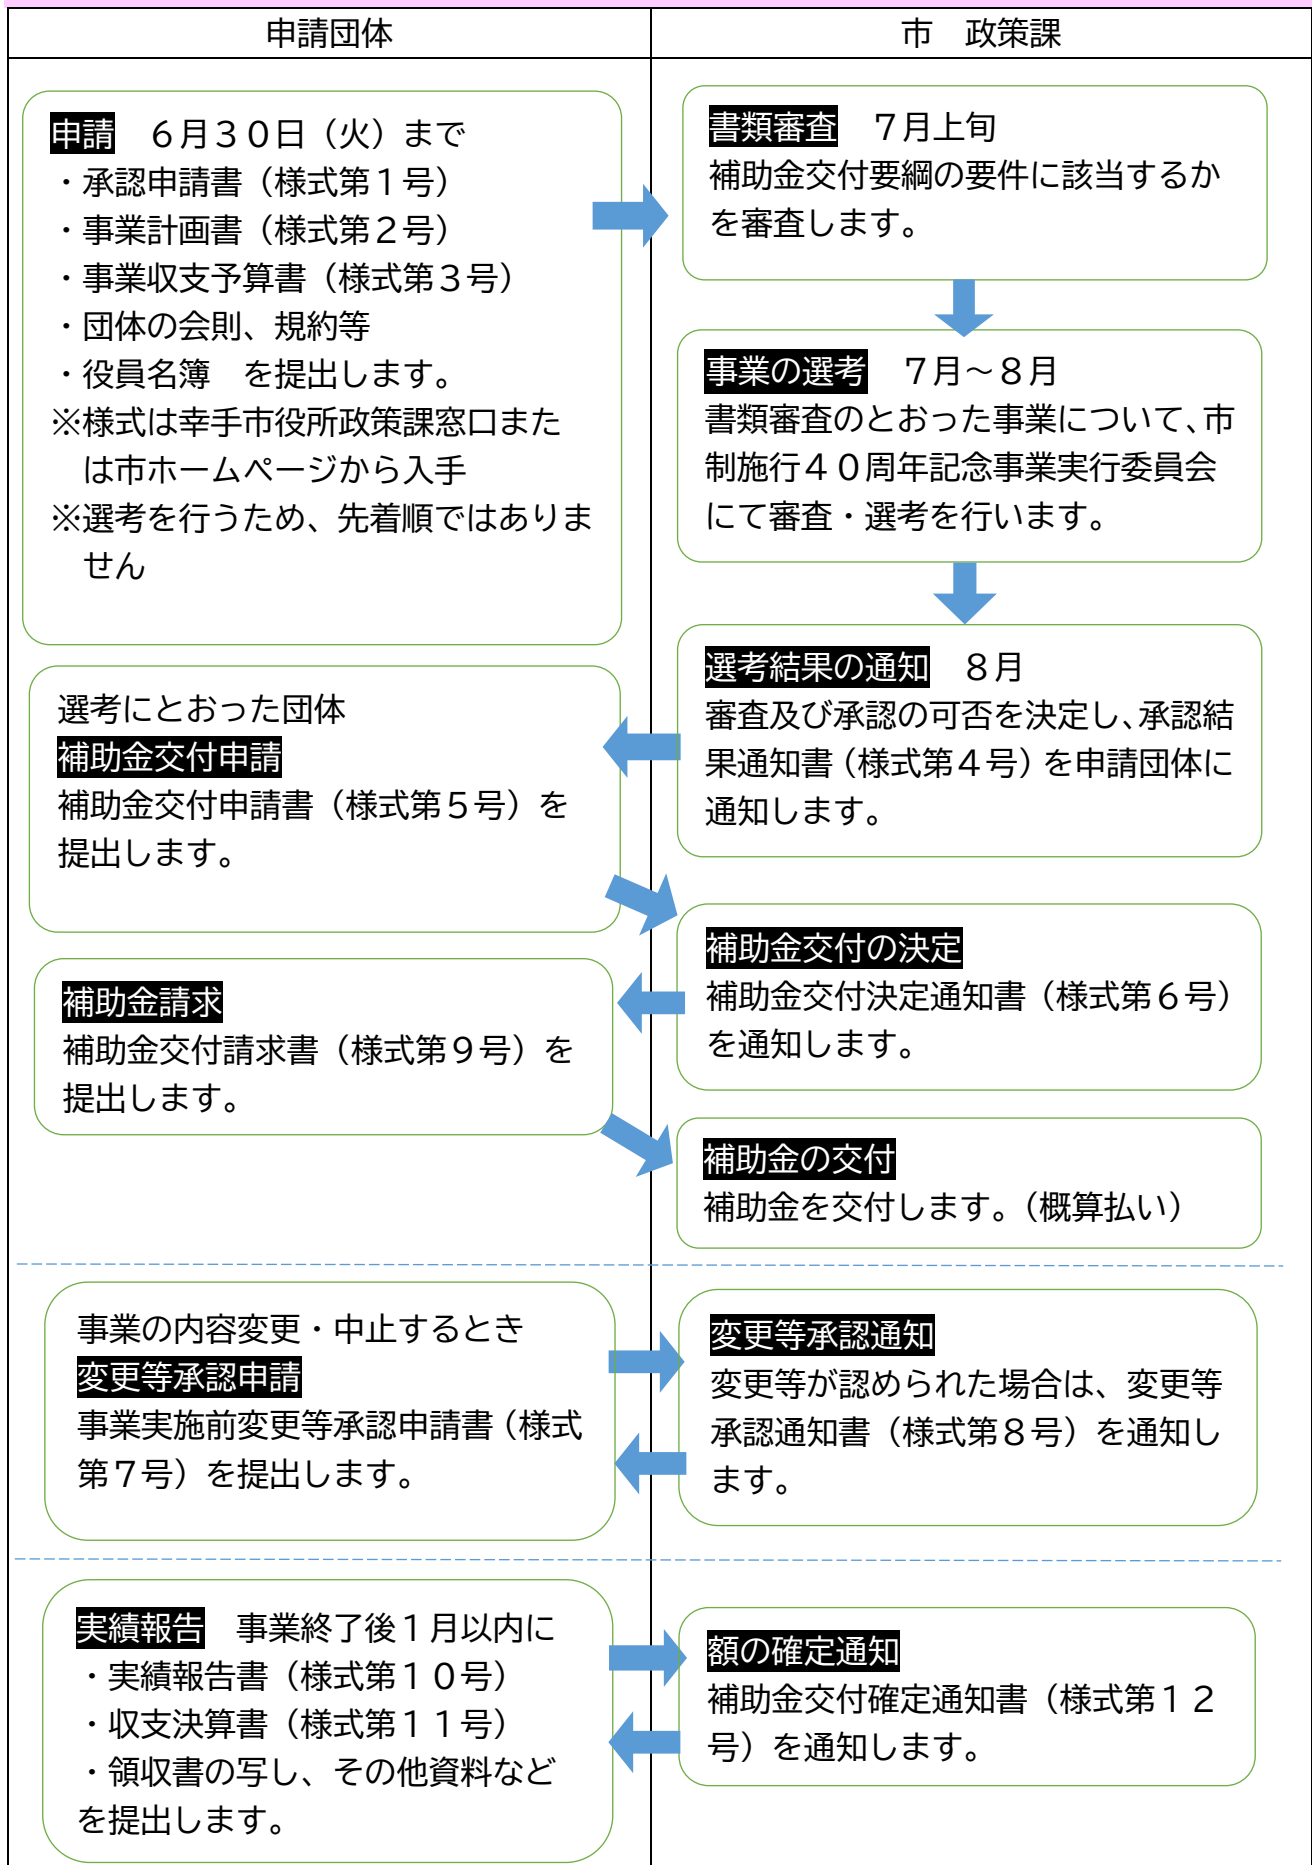 申請団体
市　政策課
申請　６月３０日（火）まで
・承認申請書（様式第１号）
・事業計画書（様式第２号）
・事業収支予算書（様式第３号）
・団体の会則、規約等
・役員名簿　を提出します。
※様式は幸手市役所政策課窓口また
は市ホームページから入手
※選考を行うため、先着順ではありま
せん
書類審査　７月上旬
補助金交付要綱の要件に該当するか
を審査します。
事業の選考　７月～８月
書類審査のとおった事業について、市
制施行４０周年記念事業実行委員会
にて審査・選考を行います。
選考結果の通知　８月
審査及び承認の可否を決定し、承認結
果通知書（様式第４号）を申請団体に
通知します。
選考にとおった団体
補助金交付申請
補助金交付申請書（様式第５号）を
提出します。
補助金交付の決定
補助金交付決定通知書（様式第６号）
を通知します。
補助金請求
補助金交付請求書（様式第９号）を
提出します。
補助金の交付
補助金を交付します。（概算払い）
事業の内容変更・中止するとき
変更等承認申請
事業実施前変更等承認申請書（様式
第７号）を提出します。
変更等承認通知
変更等が認められた場合は、変更等
承認通知書（様式第８号）を通知し
ます。
実績報告　事業終了後１月以内に
・実績報告書（様式第１０号）
・収支決算書（様式第１１号）
・領収書の写し、その他資料など
を提出します。
額の確定通知
補助金交付確定通知書（様式第１２
号）を通知します。